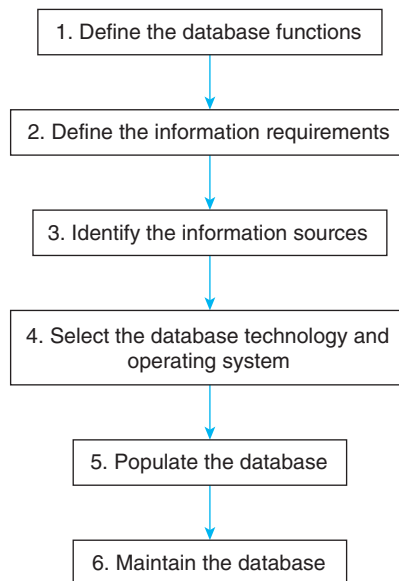 1. Define the database functions
2. Define the information requirements
3. Identify the information sources
4. Select the database technology and
operating system
5. Populate the database
6. Maintain the database